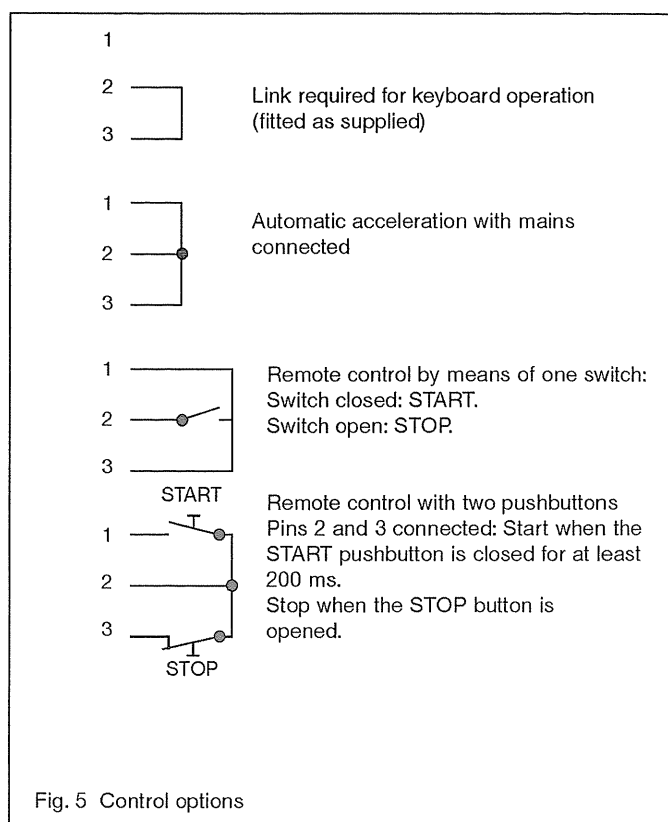 1
2
3
Link required for keyboard operation
(fitted as supplied)
1
2
3
Automatic acceleration with mains
connected
1
2
3
Remote control by means of one switch:
Switch closed: START.
Switch open: STOP.
START
1
2
3
STOP
Remote control with two pushbuttons
Pins 2 and 3 connected: Start when the
START pushbutton is closed for at least
200 ms.
Stop when the STOP button is
opened.
Fig. 5 Control options